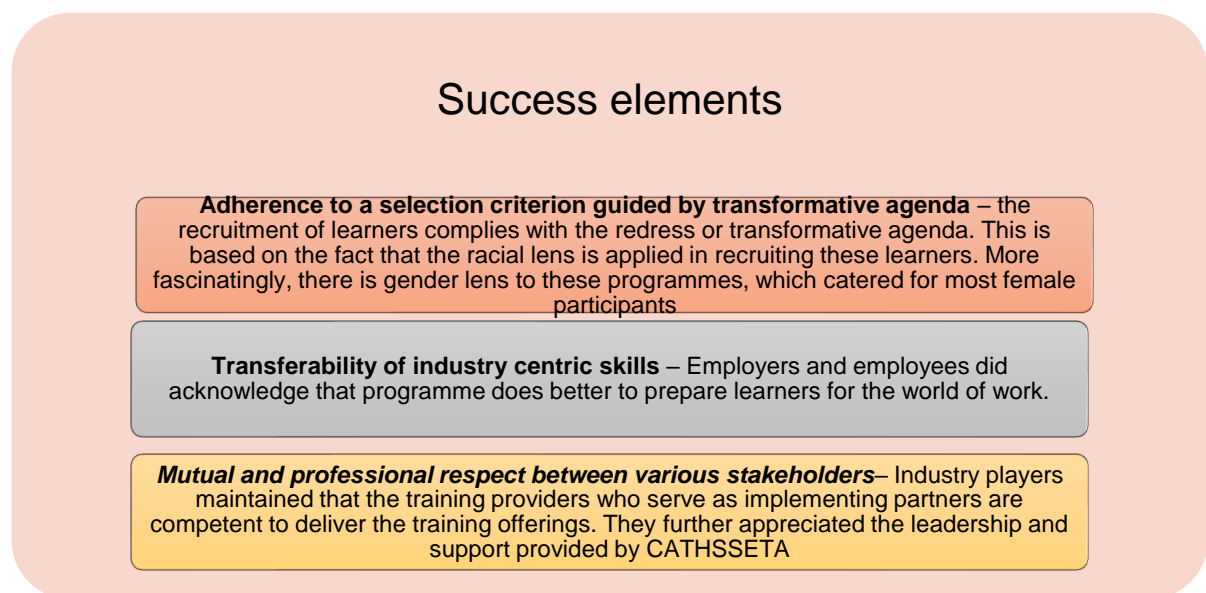 Success elements
Adherence to a selection criterion guided by transformative agenda – the
recruitment of learners complies with the redress or transformative agenda. This is
based on the fact that the racial lens is applied in recruiting these learners. More
fascinatingly, there is gender lens to these programmes, which catered for most female
participants
Transferability of industry centric skills – Employers and employees did
acknowledge that programme does better to prepare learners for the world of work.
Mutual and professional respect between various stakeholders– Industry players
maintained that the training providers who serve as implementing partners are
competent to deliver the training offerings. They further appreciated the leadership and
support provided by CATHSSETA